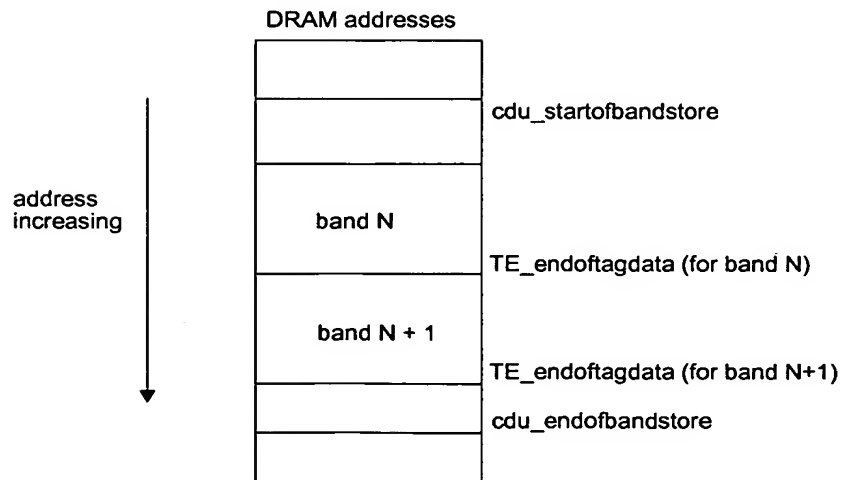 DRAM addresses
cdu_startofbandstore
address
increasing
band N
TE_endoftagdata (for band N)
band N + 1
TE_endoftagdata (for band N+1)
cdu_endofbandstore